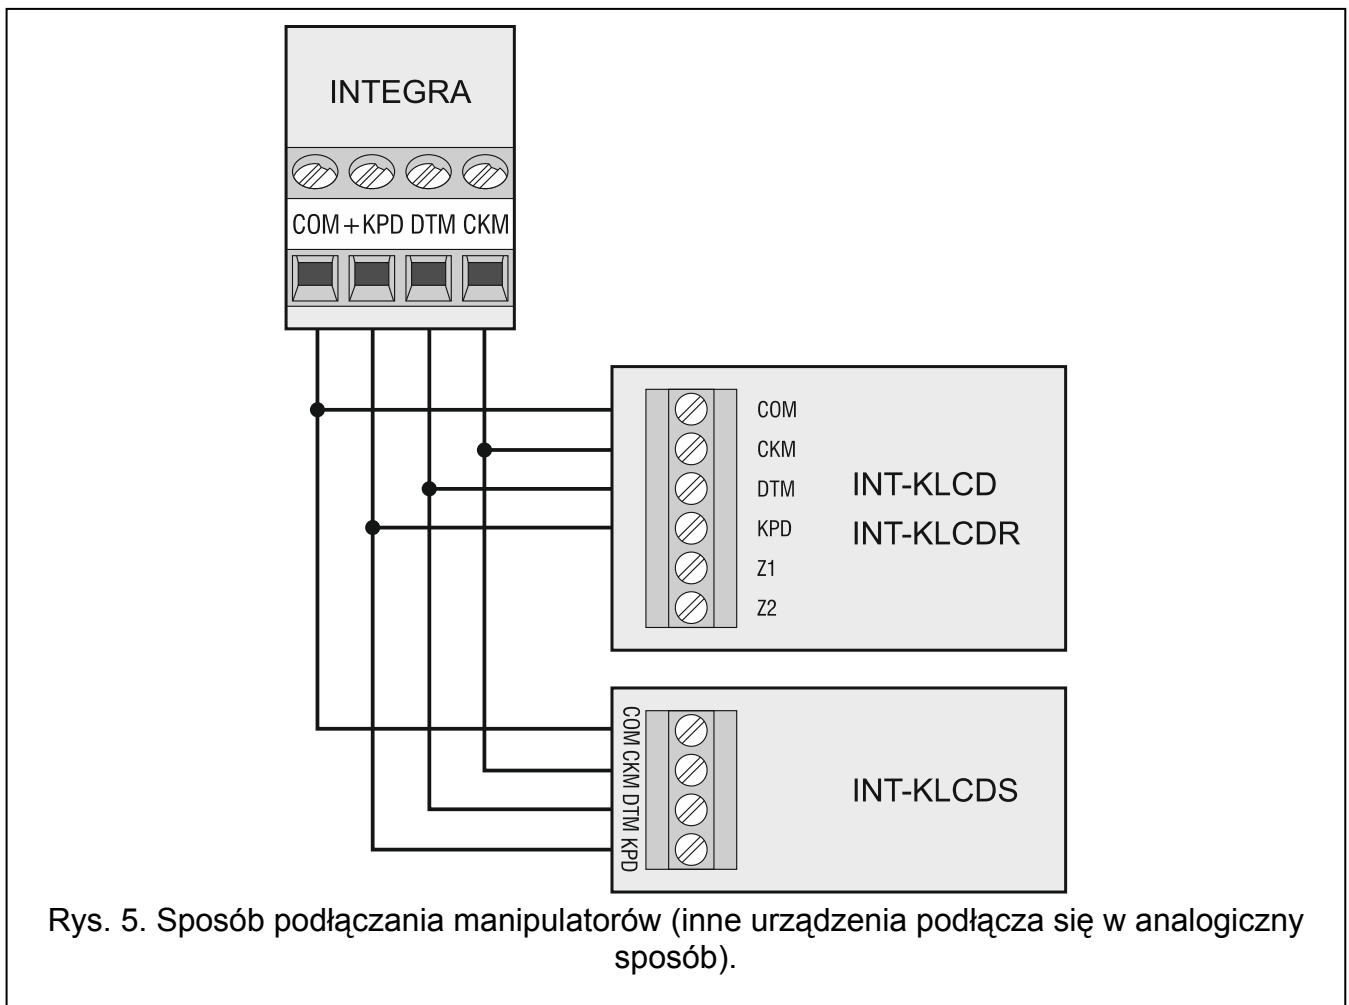 INTEGRA
COM +KPD DTM CKM
COM
CKM
DTM
KPD
Z1
Z2
INT-KLCD
INT-KLCDR
COM CKM DTM KPD
INT-KLCDS
Rys. 5. Sposób podłączania manipulatorów (inne urządzenia podłącza się w analogiczny
sposób).